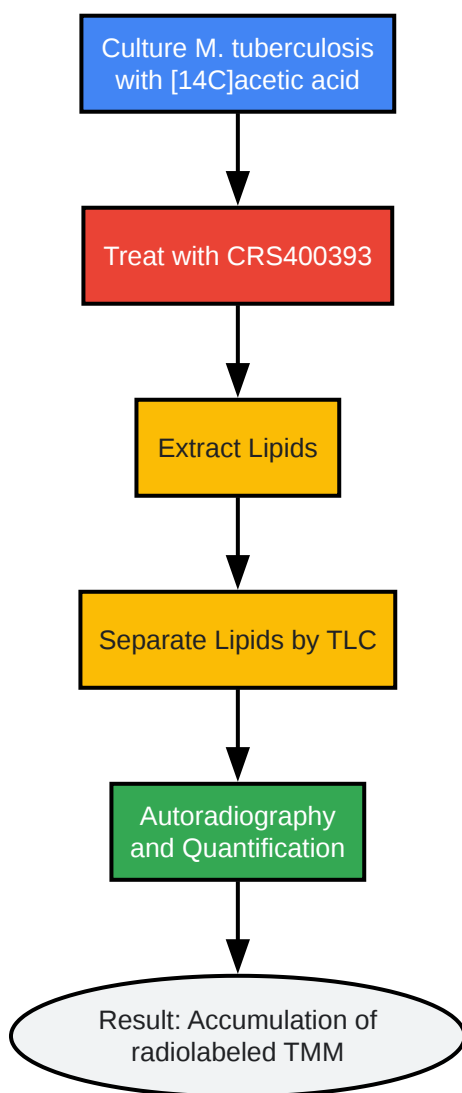 Culture M. tuberculosis
with [14C]acetic acid
Treat with CRS400393
Extract Lipids
Separate Lipids by TLC
Autoradiography
and Quantification
Result: Accumulation of
radiolabeled TMM